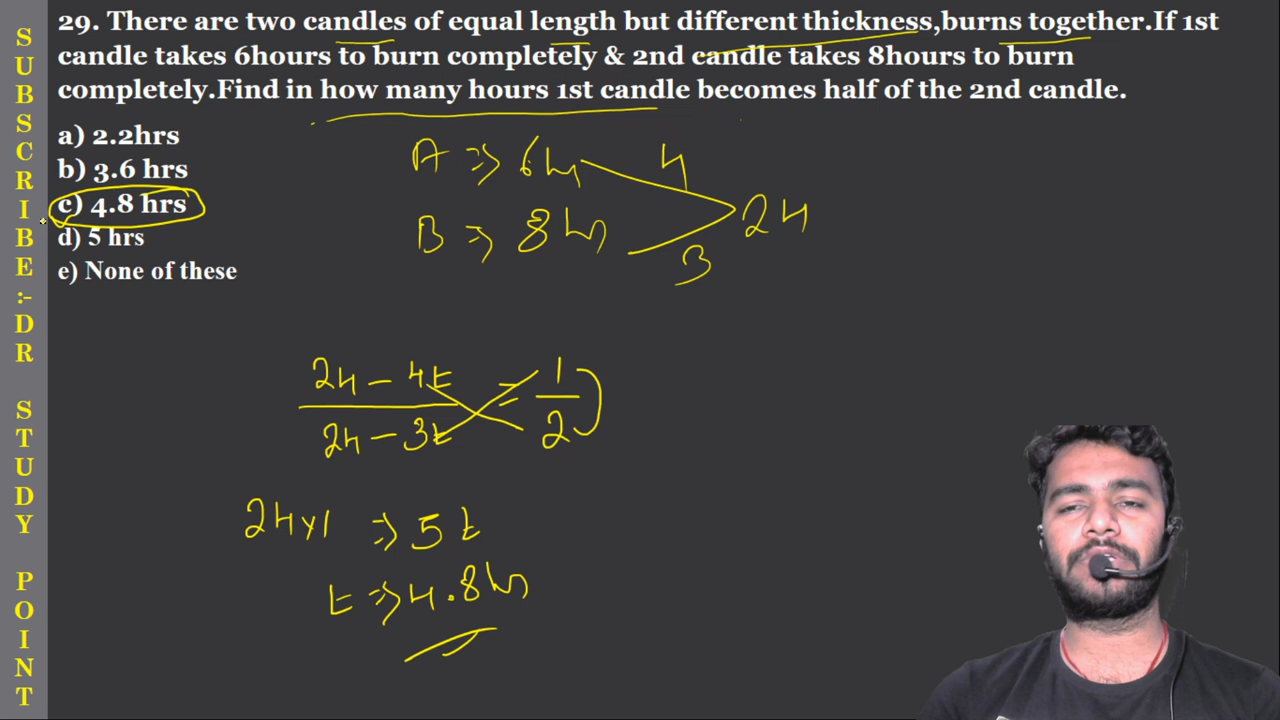 SUBSCRIBE:-DR STUDY POINT
29. There are two candles of equal length but different thickness,burns together.If 1st
candle takes 6hours to burn completely & 2nd candle takes 8hours to burn
completely.Find in how many hours 1st candle becomes half of the 2nd candle.
a) 2.2hrs
b) 3.6 hrs
c) 4.8 hrs
d) 5 hrs
e) None of these
A => 6hr 4
B => 8hr 3 24
24 - 4t = 1
24 - 3t 2
24x1 => 5t
t => 4.8hr